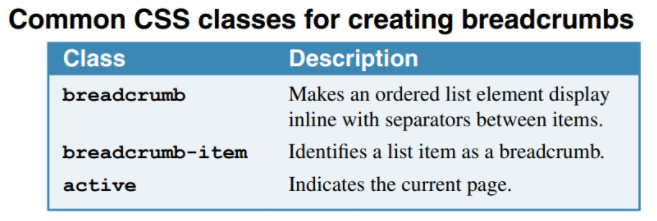 Common CSS classes for creating breadcrumbs
Class Description
breadcrumb Makes an ordered list element display
inline with separators between items.
breadcrumb-item Identifies a list item as a breadcrumb.
active Indicates the current page.